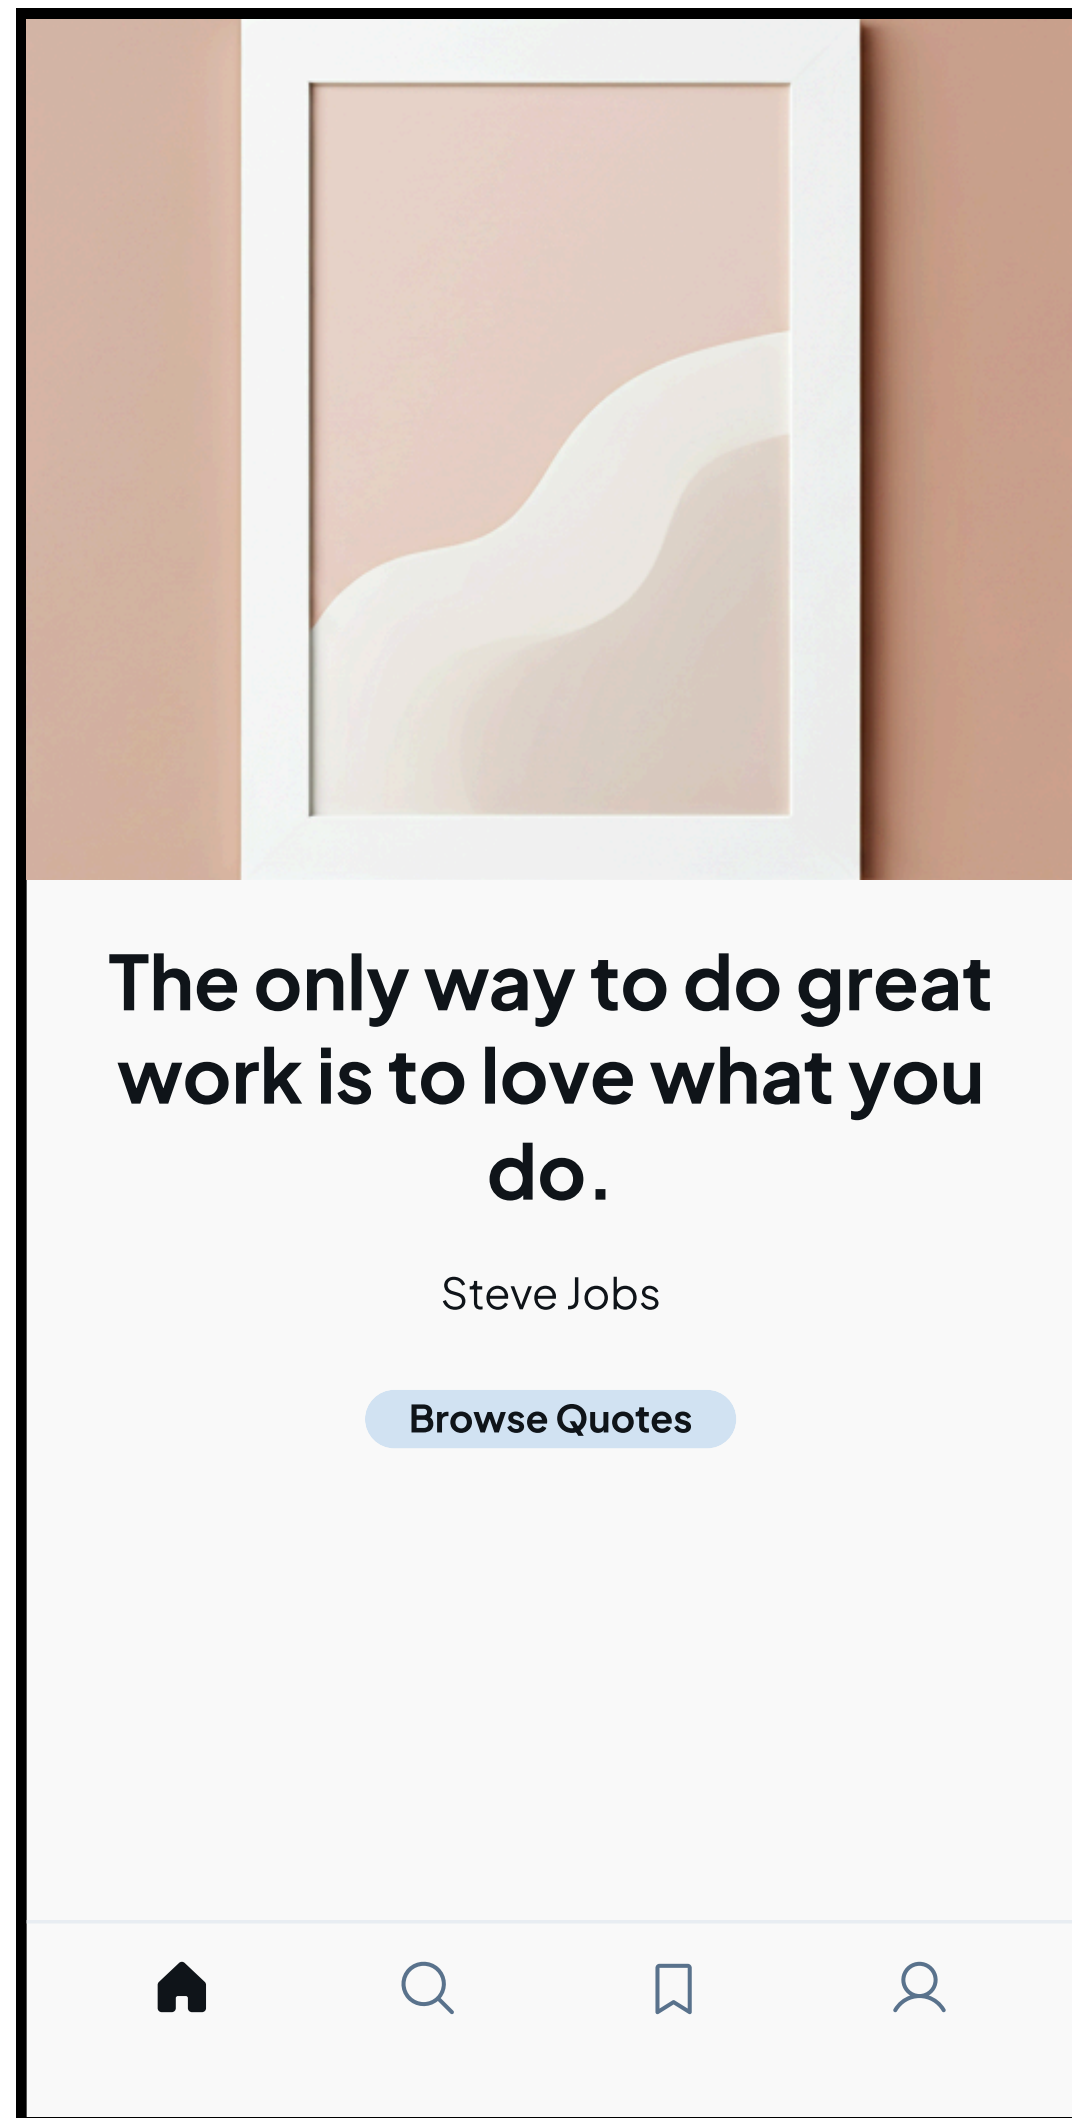 The only way to do great
work is to love what you
do.
Steve Jobs
Browse Quotes